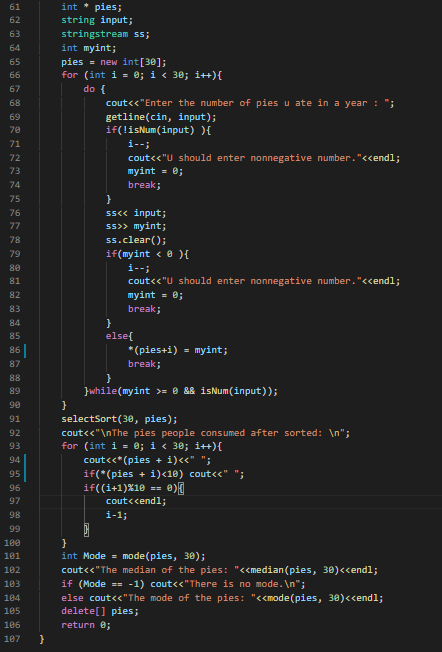 61 int * pies;
62 string input;
63 stringstream ss;
64 int myint;
65 pies = new int[30];
66 for (int i = 0; i < 30; i++){
67 do {
68 cout<<"Enter the number of pies u ate in a year : ";
69 getline(cin, input);
70 if(!isNum(input) ){
71 i--;
72 cout<<"U should enter nonnegative number."<<endl;
73 myint = 0;
74 break;
75 }
76 ss<< input;
77 ss>> myint;
78 ss.clear();
79 if(myint < 0 ){
80 i--;
81 cout<<"U should enter nonnegative number."<<endl;
82 myint = 0;
83 break;
84 }
85 else{
86 *(pies+i) = myint;
87 break;
88 }
89 }while(myint >= 0 && isNum(input));
90 }
91 selectSort(30, pies);
92 cout<<"\nThe pies people consumed after sorted: \n";
93 for (int i = 0; i < 30; i++){
94 cout<<*(pies + i)<<" ";
95 if(*(pies + i)<10) cout<<" ";
96 if((i+1)%10 == 0){
97 cout<<endl;
98 i-1;
99 }
100 }
101 int Mode = mode(pies, 30);
102 cout<<"The median of the pies: "<<median(pies, 30)<<endl;
103 if (Mode == -1) cout<<"There is no mode.\n";
104 else cout<<"The mode of the pies: "<<mode(pies, 30)<<endl;
105 delete[] pies;
106 return 0;
107 }